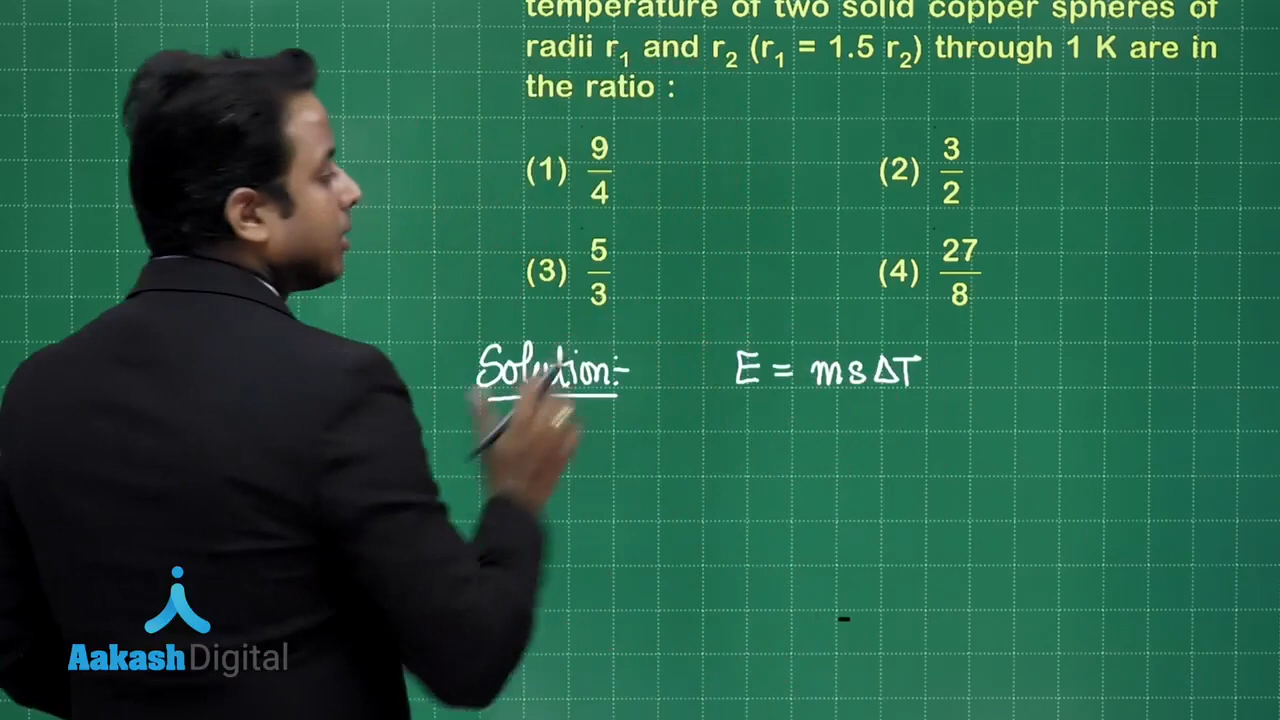 temperature of two solid copper spheres of
radii r₁ and r₂ (r₁ = 1.5 r₂) through 1 K are in
the ratio :
(1) 9/4 (2) 3/2
(3) 5/3 (4) 27/8
Solution:- E = msΔT
Aakash Digital